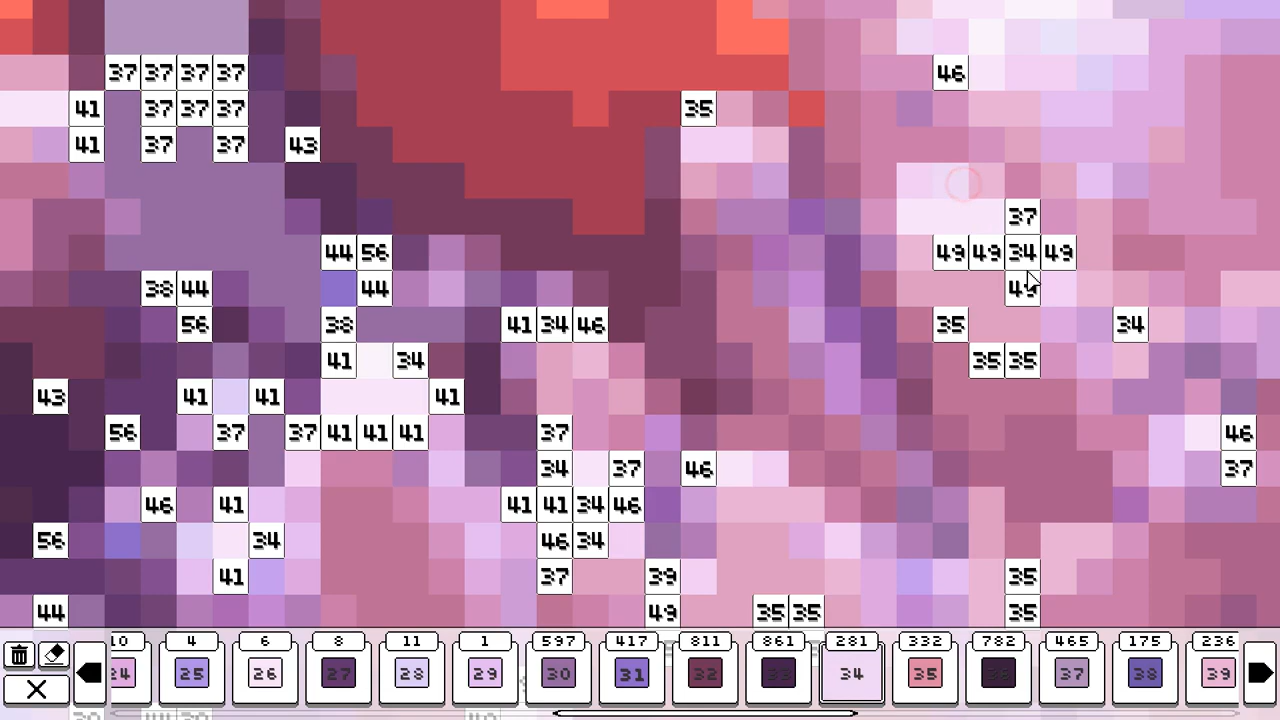 46
37 37 37 37
41 37 37 37 35
41 37 37 43
37
44 56 49 49 34 49
38 44 44
56 38 41 34 46 35 34
41 34 35 35
43 41 41 41
56 37 37 41 41 41 37 46
34 37 46 37
46 41 41 41 34 46
56 34 46 34
41 37 39 35
44 49 35 35 35
10 4 6 8 11 1 597 417 811 861 281 332 782 465 175 236
24 25 26 27 28 29 30 31 32 33 34 35 36 37 38 39